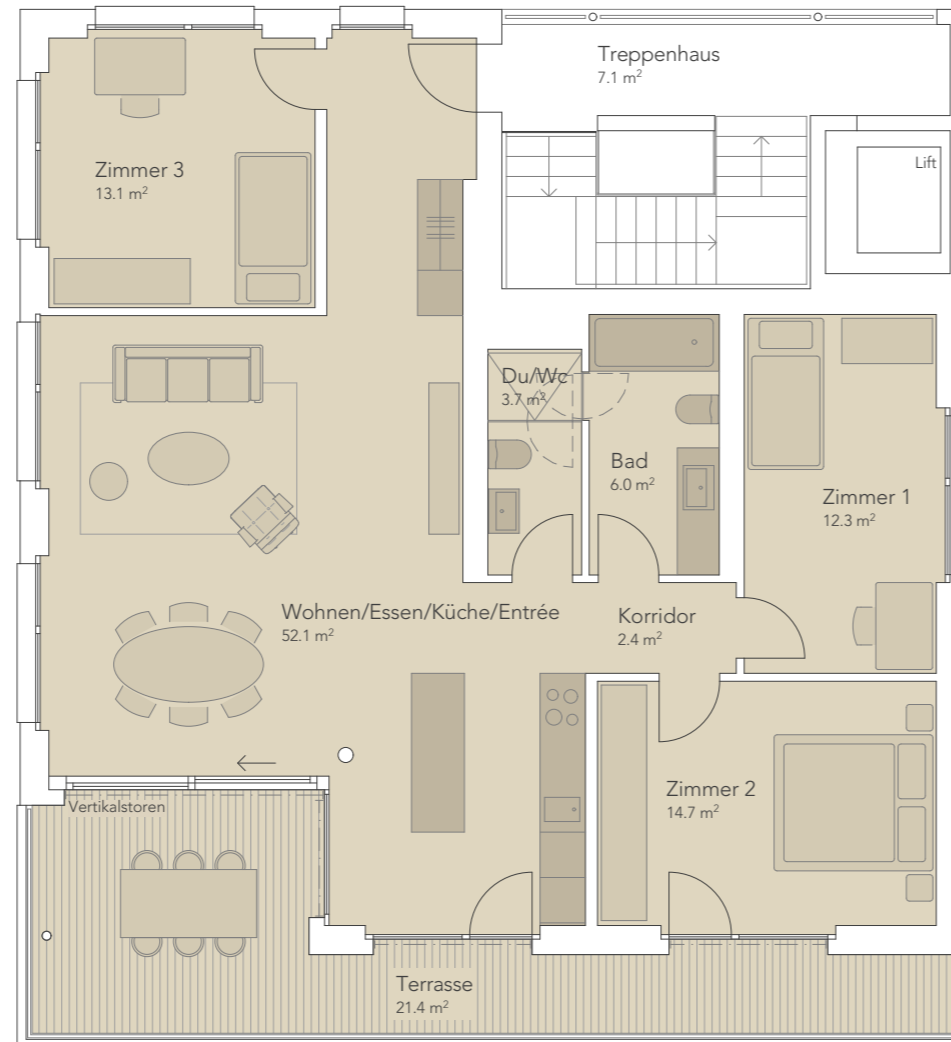 Treppenhaus
7.1 m²
Lift
Zimmer 3
13.1 m²
Du/Wc
3.7 m²
Bad
6.0 m²
Zimmer 1
12.3 m²
Wohnen/Essen/Küche/Entrée
52.1 m²
Korridor
2.4 m²
Zimmer 2
14.7 m²
Vertikalstoren
Terrasse
21.4 m²